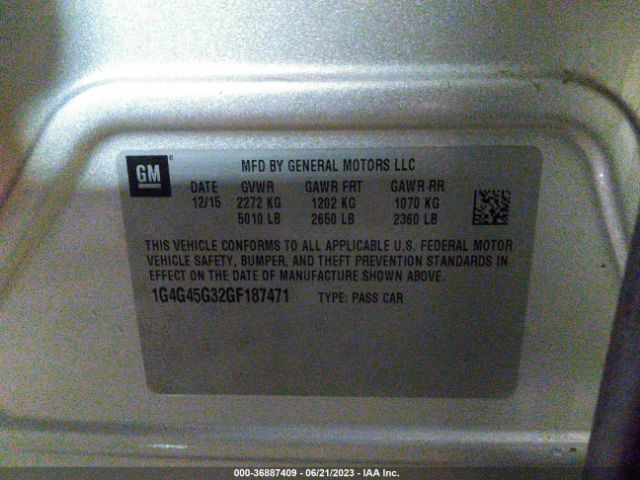 GM ® MFD BY GENERAL MOTORS LLC
DATE GVWR GAWR FRT GAWR RR
12/15 2272 KG 1202 KG 1070 KG
5010 LB 2650 LB 2360 LB
THIS VEHICLE CONFORMS TO ALL APPLICABLE U.S. FEDERAL MOTOR
VEHICLE SAFETY, BUMPER, AND THEFT PREVENTION STANDARDS IN
EFFECT ON THE DATE OF MANUFACTURE SHOWN ABOVE.
1G4G45G32GF187471 TYPE: PASS CAR
000-36887409 - 06/21/2023 - IAA Inc.